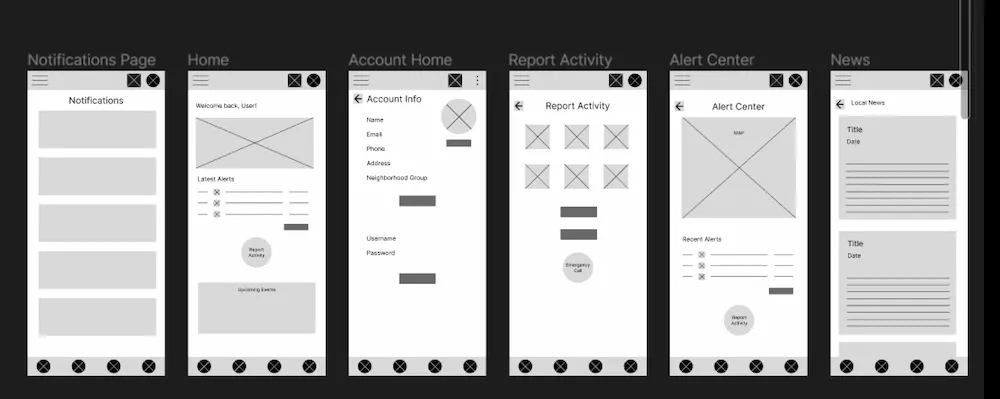 Notifications Page
Home
Account Home
Report Activity
Alert Center
News
Notifications
Welcome back, User!
Latest Alerts
Report
Activity
Upcoming Events
Account Info
Name
Email
Phone
Address
Neighborhood Group
Username
Password
Report Activity
Emergency
Call
Alert Center
MAP
Recent Alerts
Report
Activity
Local News
Title
Date
Title
Date